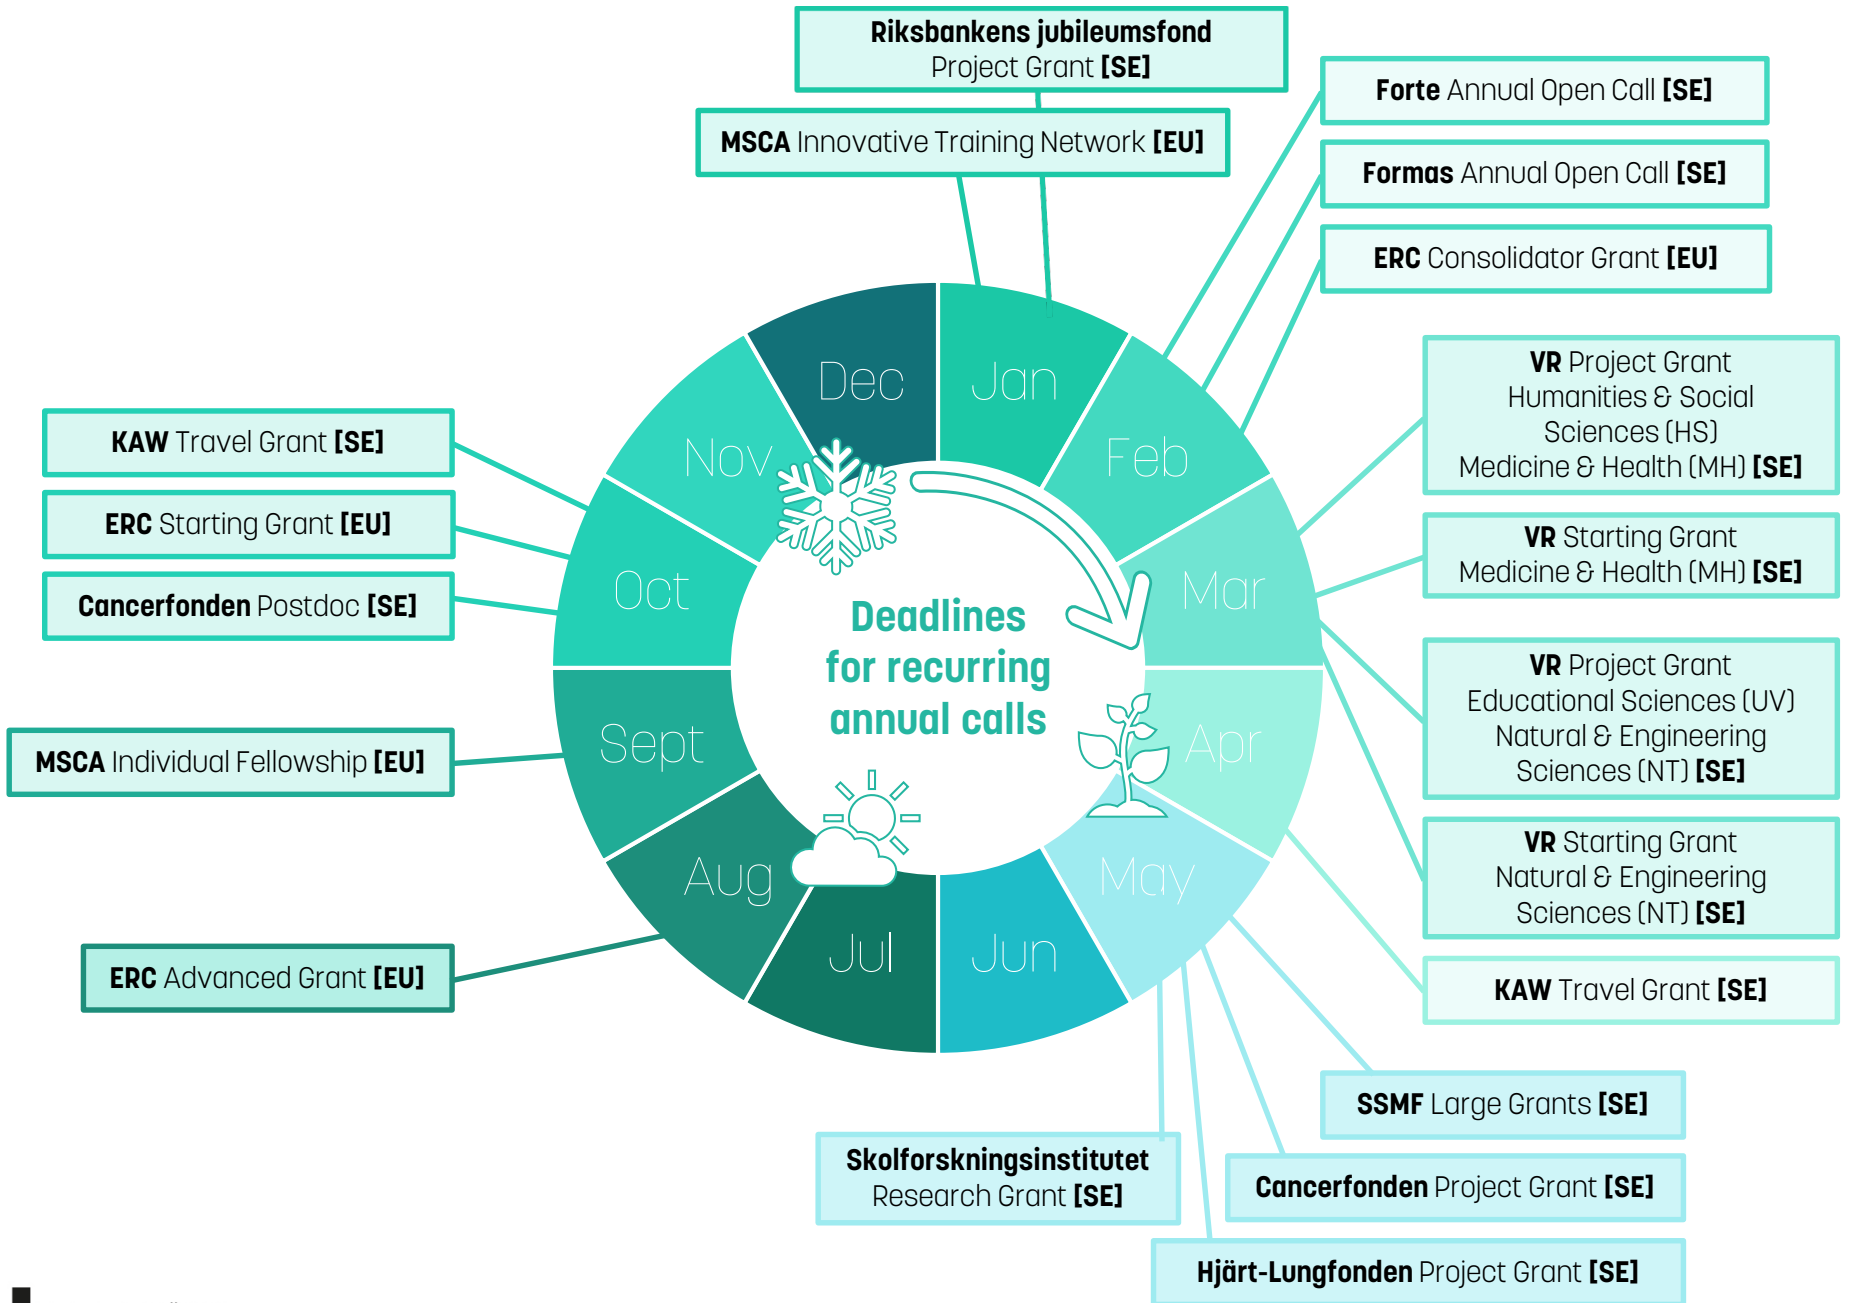 Riksbankens jubileumsfond
Project Grant [SE]
MSCA Innovative Training Network [EU]
Forte Annual Open Call [SE]
Formas Annual Open Call [SE]
ERC Consolidator Grant [EU]
VR Project Grant
Humanities & Social
Sciences (HS)
Medicine & Health (MH) [SE]
VR Starting Grant
Medicine & Health (MH) [SE]
VR Project Grant
Educational Sciences (UV)
Natural & Engineering
Sciences (NT) [SE]
VR Starting Grant
Natural & Engineering
Sciences (NT) [SE]
KAW Travel Grant [SE]
SSMF Large Grants [SE]
Cancerfonden Project Grant [SE]
Hjärt-Lungfonden Project Grant [SE]
Skolforskningsinstitutet
Research Grant [SE]
ERC Advanced Grant [EU]
MSCA Individual Fellowship [EU]
Cancerfonden Postdoc [SE]
ERC Starting Grant [EU]
KAW Travel Grant [SE]
Jan
Feb
Mar
Apr
May
Jun
Jul
Aug
Sept
Oct
Nov
Dec
Deadlines
for recurring
annual calls